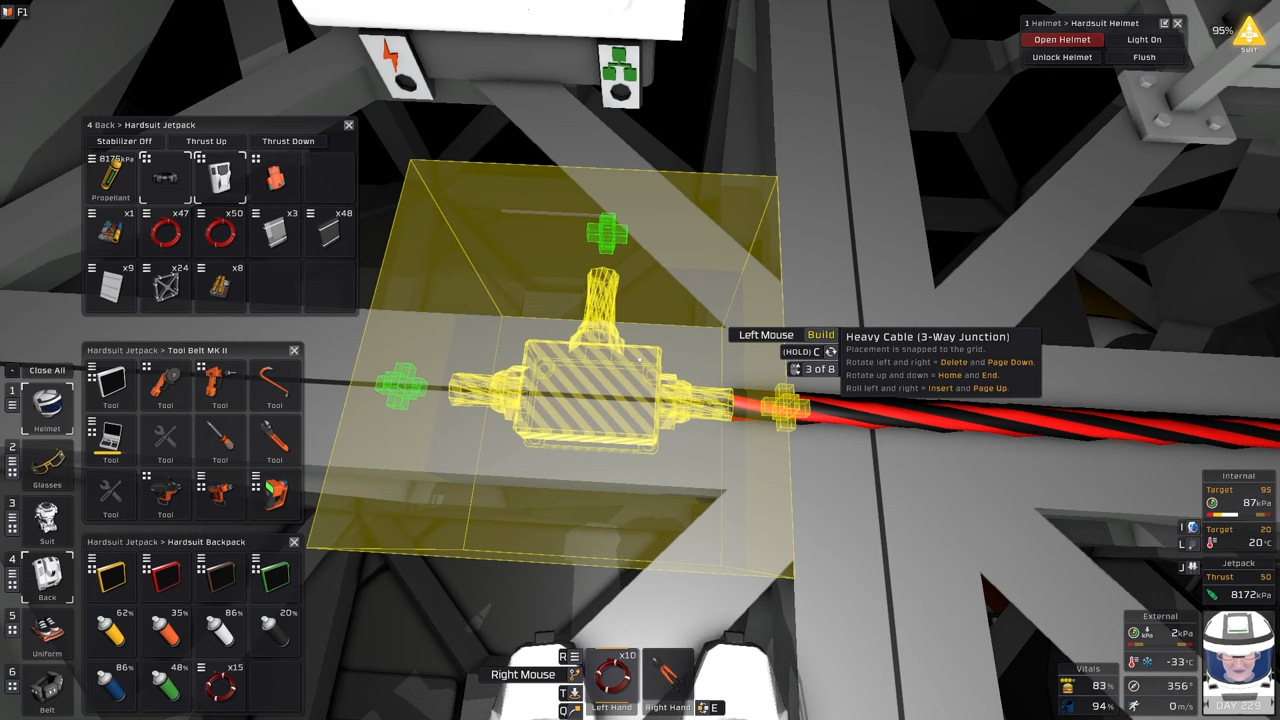 F1
1 Helmet > Hardsuit Helmet
Open Helmet
Light On
Unlock Helmet
Flush
95%
SUIT
4 Back > Hardsuit Jetpack
Stabilizer Off
Thrust Up
Thrust Down
8175kPa
Propellant
x1
x47
x50
x3
x48
x9
x24
x8
Hardsuit Jetpack > Tool Belt MK II
Tool
Tool
Tool
Tool
Tool
Tool
Tool
Tool
Tool
Tool
Tool
Tool
Hardsuit Jetpack > Hardsuit Backpack
62%
35%
86%
20%
86%
48%
x15
Close All
1
Helmet
2
Glasses
3
Suit
4
Back
5
Uniform
6
Belt
Left Mouse
Build
(HOLD) C
3 of 8
Heavy Cable (3-Way Junction)
Placement is snapped to the grid.
Rotate left and right = Delete and Page Down.
Rotate up and down = Home and End.
Roll left and right = Insert and Page Up.
R
Right Mouse
T
Q
x10
Left Hand
Right Hand
E
Internal
Target 95
87kPa
Target 20
20°C
I
L
J
Jetpack
Thrust 50
8172kPa
External
2kPa
-33°C
356°
0m/s
Vitals
83%
94%
DAY 229